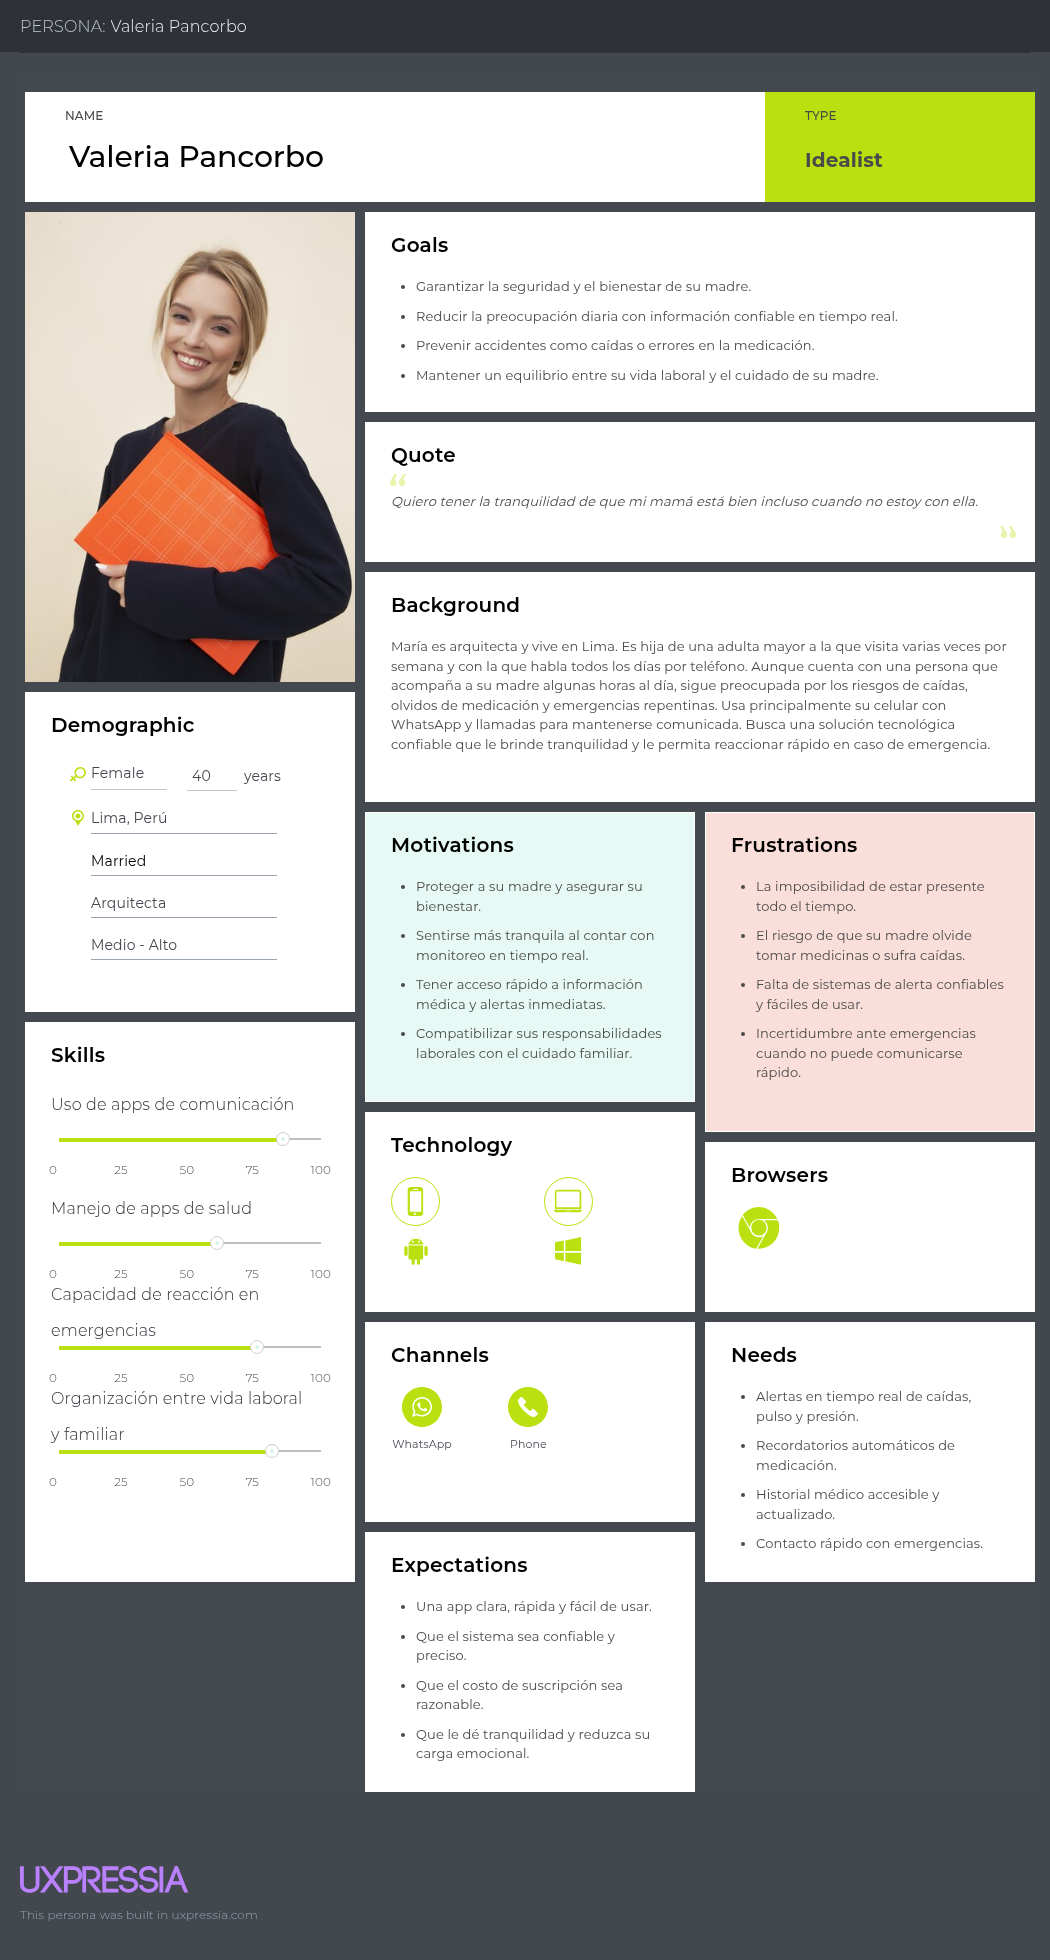 PERSONA: Valeria Pancorbo
NAME
Valeria Pancorbo
TYPE
Idealist
Goals
Garantizar la seguridad y el bienestar de su madre.
Reducir la preocupación diaria con información confiable en tiempo real.
Prevenir accidentes como caídas o errores en la medicación.
Mantener un equilibrio entre su vida laboral y el cuidado de su madre.
Quote
“
Quiero tener la tranquilidad de que mi mamá está bien incluso cuando no estoy con ella.
”
Background
María es arquitecta y vive en Lima. Es hija de una adulta mayor a la que visita varias veces por
semana y con la que habla todos los días por teléfono. Aunque cuenta con una persona que
acompaña a su madre algunas horas al día, sigue preocupada por los riesgos de caídas,
olvidos de medicación y emergencias repentinas. Usa principalmente su celular con
WhatsApp y llamadas para mantenerse comunicada. Busca una solución tecnológica
confiable que le brinde tranquilidad y le permita reaccionar rápido en caso de emergencia.
Demographic
Female 40 years
Lima, Perú
Married
Arquitecta
Medio - Alto
Skills
Uso de apps de comunicación
0 25 50 75 100
Manejo de apps de salud
0 25 50 75 100
Capacidad de reacción en
emergencias
0 25 50 75 100
Organización entre vida laboral
y familiar
0 25 50 75 100
Motivations
Proteger a su madre y asegurar su
bienestar.
Sentirse más tranquila al contar con
monitoreo en tiempo real.
Tener acceso rápido a información
médica y alertas inmediatas.
Compatibilizar sus responsabilidades
laborales con el cuidado familiar.
Frustrations
La imposibilidad de estar presente
todo el tiempo.
El riesgo de que su madre olvide
tomar medicinas o sufra caídas.
Falta de sistemas de alerta confiables
y fáciles de usar.
Incertidumbre ante emergencias
cuando no puede comunicarse
rápido.
Technology
Browsers
Channels
WhatsApp Phone
Needs
Alertas en tiempo real de caídas,
pulso y presión.
Recordatorios automáticos de
medicación.
Historial médico accesible y
actualizado.
Contacto rápido con emergencias.
Expectations
Una app clara, rápida y fácil de usar.
Que el sistema sea confiable y
preciso.
Que el costo de suscripción sea
razonable.
Que le dé tranquilidad y reduzca su
carga emocional.
UXPRESSIA
This persona was built in uxpressia.com